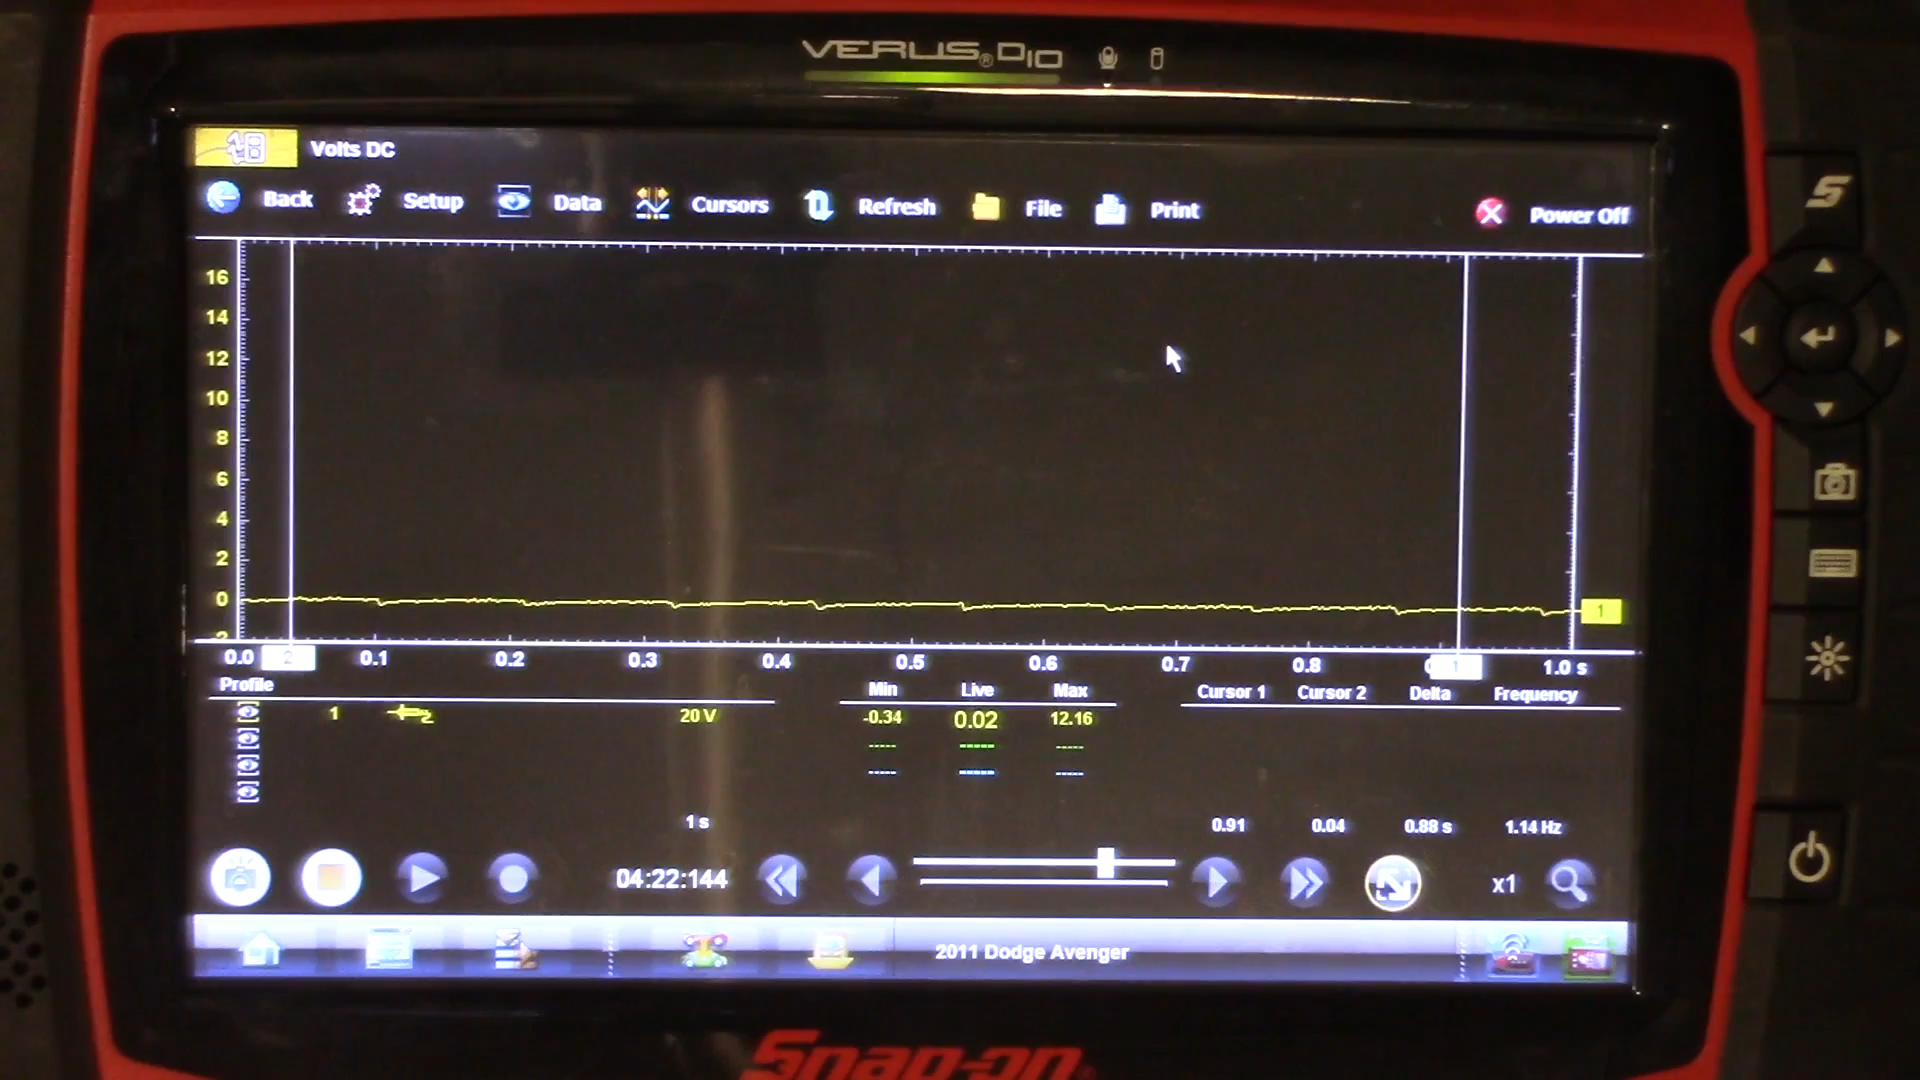 VERUS® D10
Volts DC
Back Setup Data Cursors Refresh File Print Power Off
16
14
12
10
8
6
4
2
0
0.0 2 0.1 0.2 0.3 0.4 0.5 0.6 0.7 0.8 1 1.0 s
Profile Min Live Max Cursor 1 Cursor 2 Delta Frequency
1 20 V -0.34 0.02 12.16
1
1 s 0.91 0.04 0.88 s 1.14 Hz
04:22:144 x1
2011 Dodge Avenger
Snap-on
S